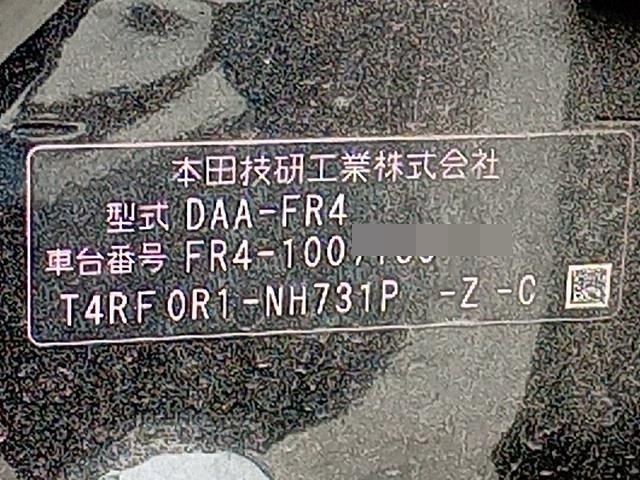 本田技研工業株式会社
型式 DAA-FR4
車台番号 FR4-100
T4RF0R1-NH731P -Z -C